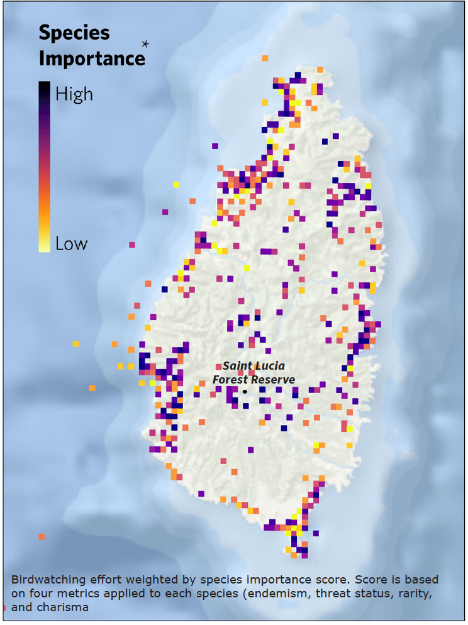 Species
Importance*
High
Low
Saint Lucia
Forest Reserve
Birdwatching effort weighted by species importance score. Score is based
on four metrics applied to each species (endemism, threat status, rarity,
and charisma